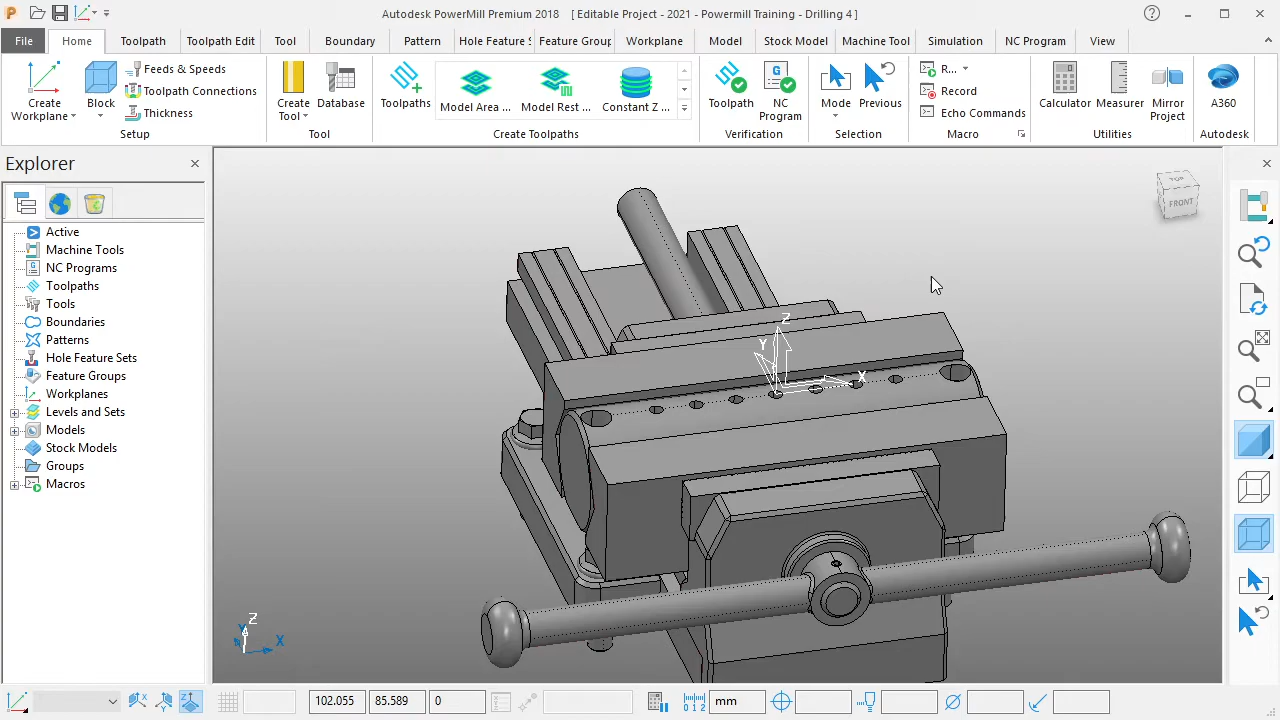 P
Autodesk PowerMill Premium 2018 [ Editable Project - 2021 - Powermill Training - Drilling 4 ]
File
Home
Toolpath
Toolpath Edit
Tool
Boundary
Pattern
Hole Feature S
Feature Group
Workplane
Model
Stock Model
Machine Tool
Simulation
NC Program
View
Create
Workplane
Block
Feeds & Speeds
Toolpath Connections
Thickness
Setup
Create
Tool
Database
Tool
Toolpaths
Model Area ...
Model Rest ...
Constant Z ...
Create Toolpaths
Toolpath
G
NC
Program
Verification
Mode
Previous
Selection
R...
Record
Echo Commands
Macro
Calculator
Measurer
Mirror
Project
Utilities
A360
Autodesk
Explorer
Active
Machine Tools
NC Programs
Toolpaths
Tools
Boundaries
Patterns
Hole Feature Sets
Feature Groups
Workplanes
Levels and Sets
Models
Stock Models
Groups
Macros
TOP
FRONT
Z
Y
X
Z
Y
X
102.055
85.589
0
0 1 2
mm